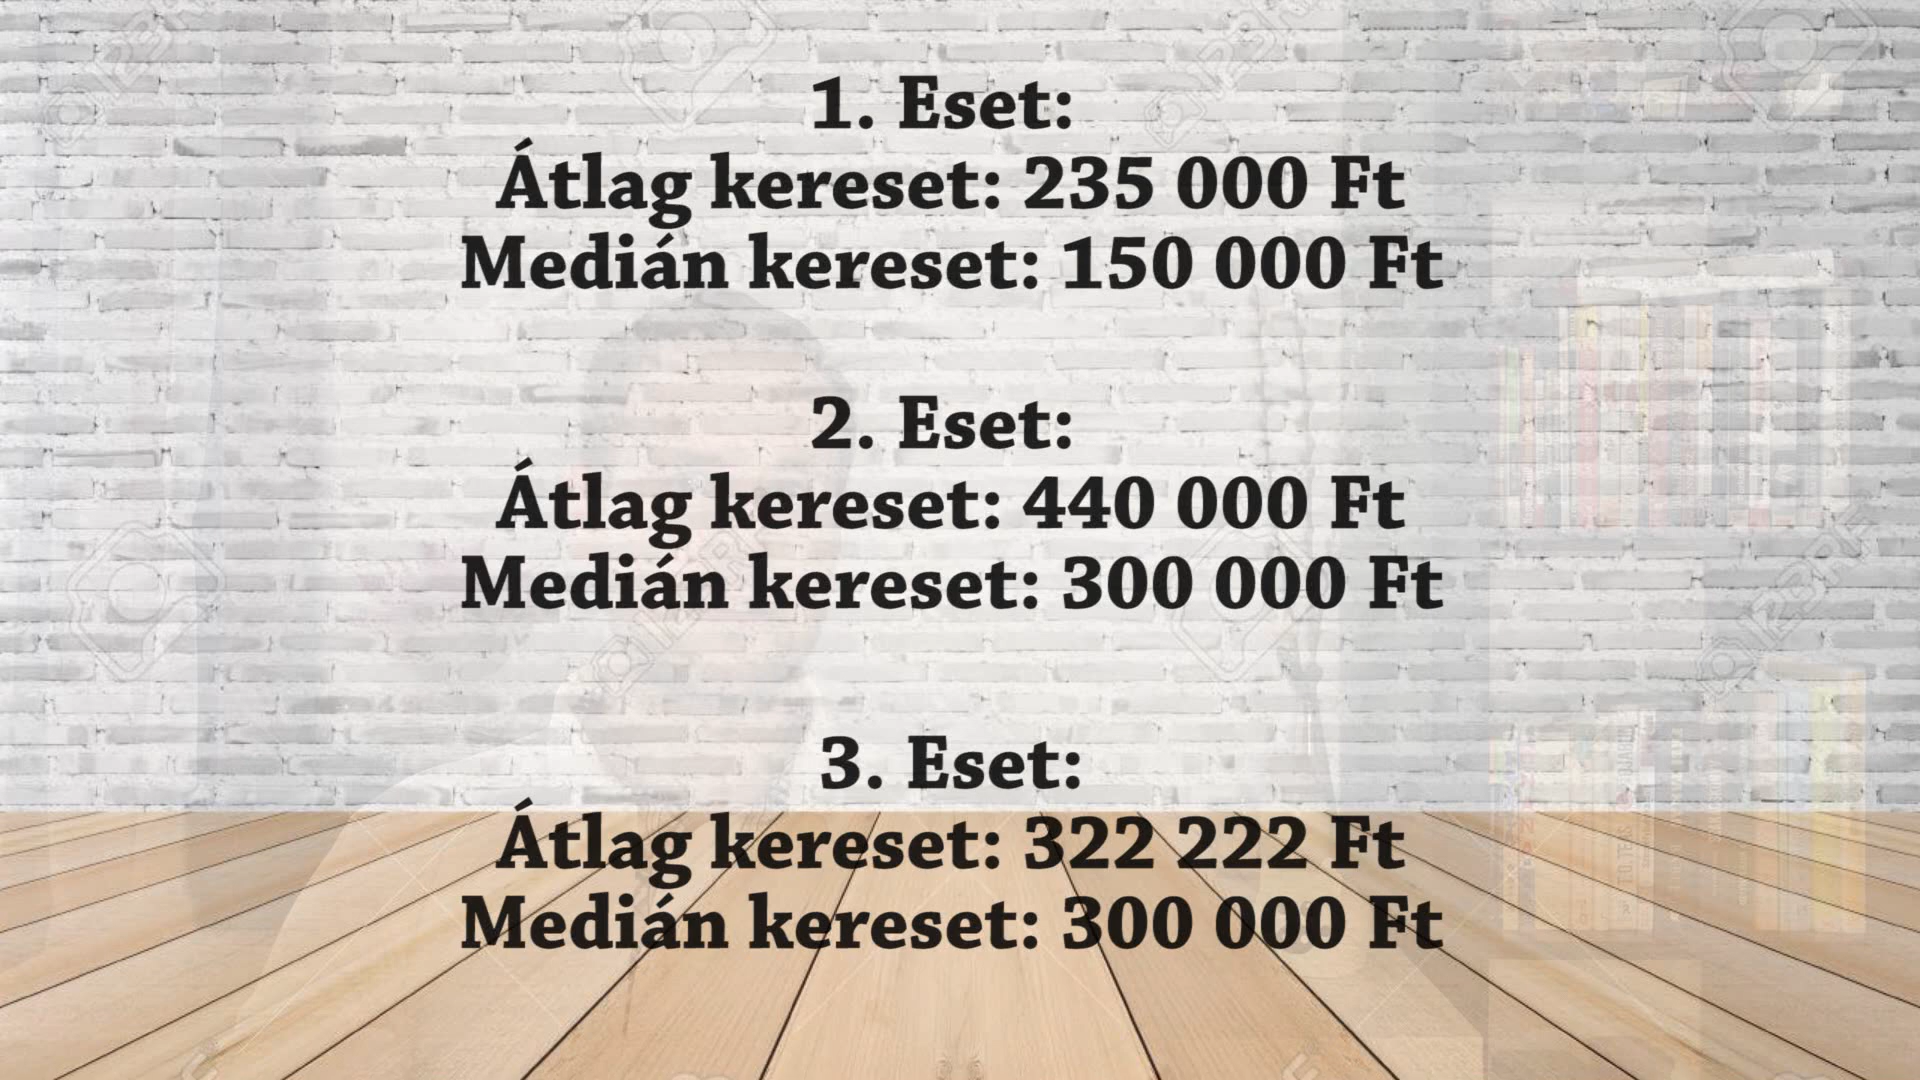 1. Eset:
Átlag kereset: 235 000 Ft
Medián kereset: 150 000 Ft
2. Eset:
Átlag kereset: 440 000 Ft
Medián kereset: 300 000 Ft
3. Eset:
Átlag kereset: 322 222 Ft
Medián kereset: 300 000 Ft